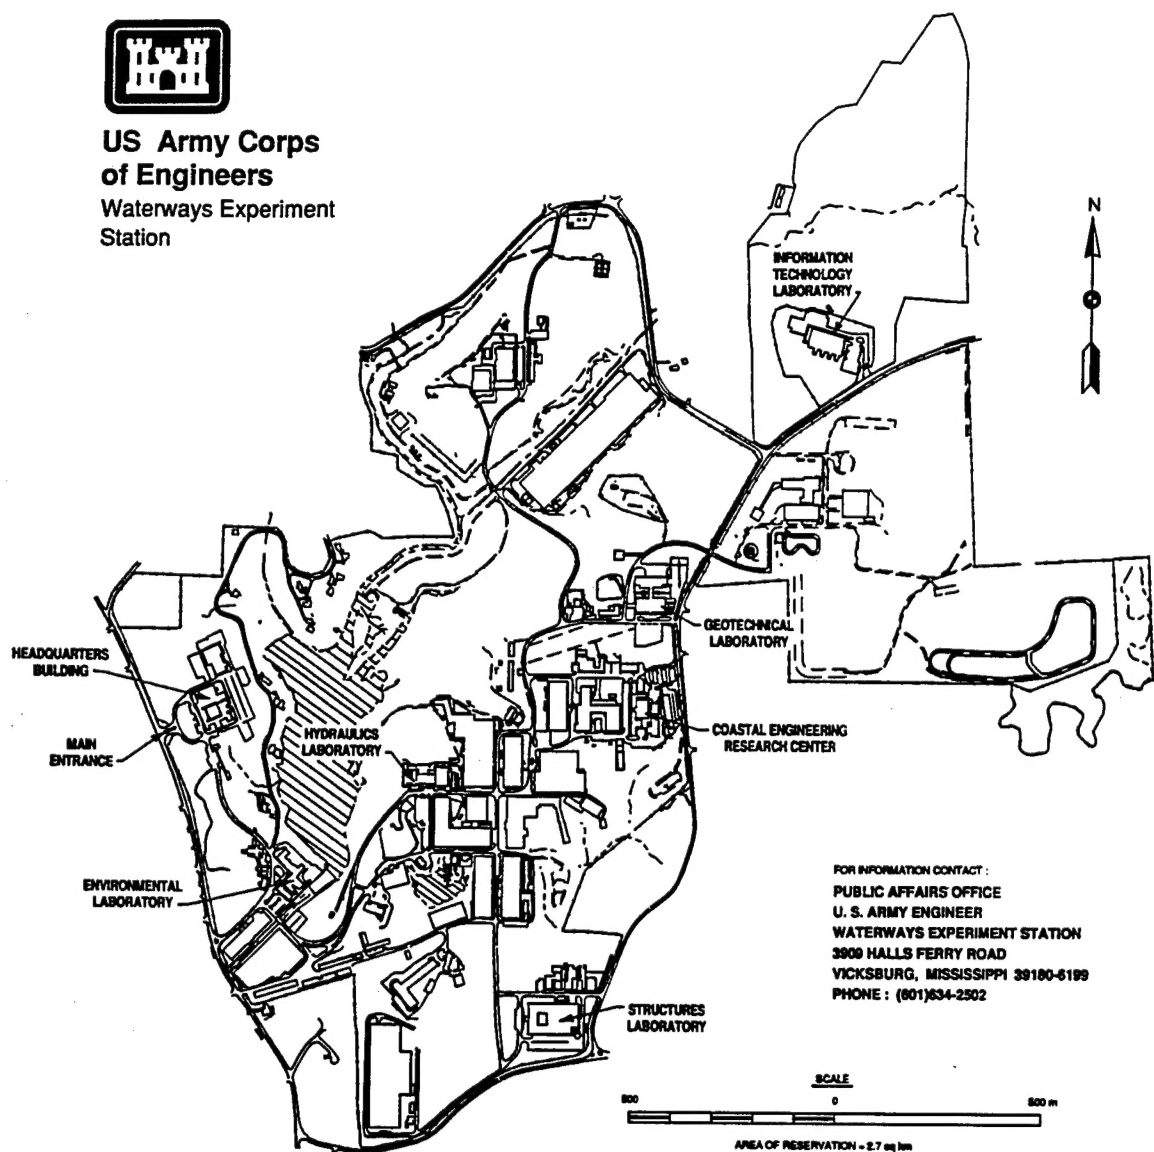 US Army Corps
of Engineers
Waterways Experiment
Station
N
INFORMATION
TECHNOLOGY
LABORATORY
GEOTECHNICAL
LABORATORY
HEADQUARTERS
BUILDING
MAIN
ENTRANCE
HYDRAULICS
LABORATORY
COASTAL ENGINEERING
RESEARCH CENTER
ENVIRONMENTAL
LABORATORY
STRUCTURES
LABORATORY
FOR INFORMATION CONTACT :
PUBLIC AFFAIRS OFFICE
U. S. ARMY ENGINEER
WATERWAYS EXPERIMENT STATION
3909 HALLS FERRY ROAD
VICKSBURG, MISSISSIPPI 39180-6199
PHONE : (601)634-2502
SCALE
500 0 500 m
AREA OF RESERVATION = 2.7 sq km